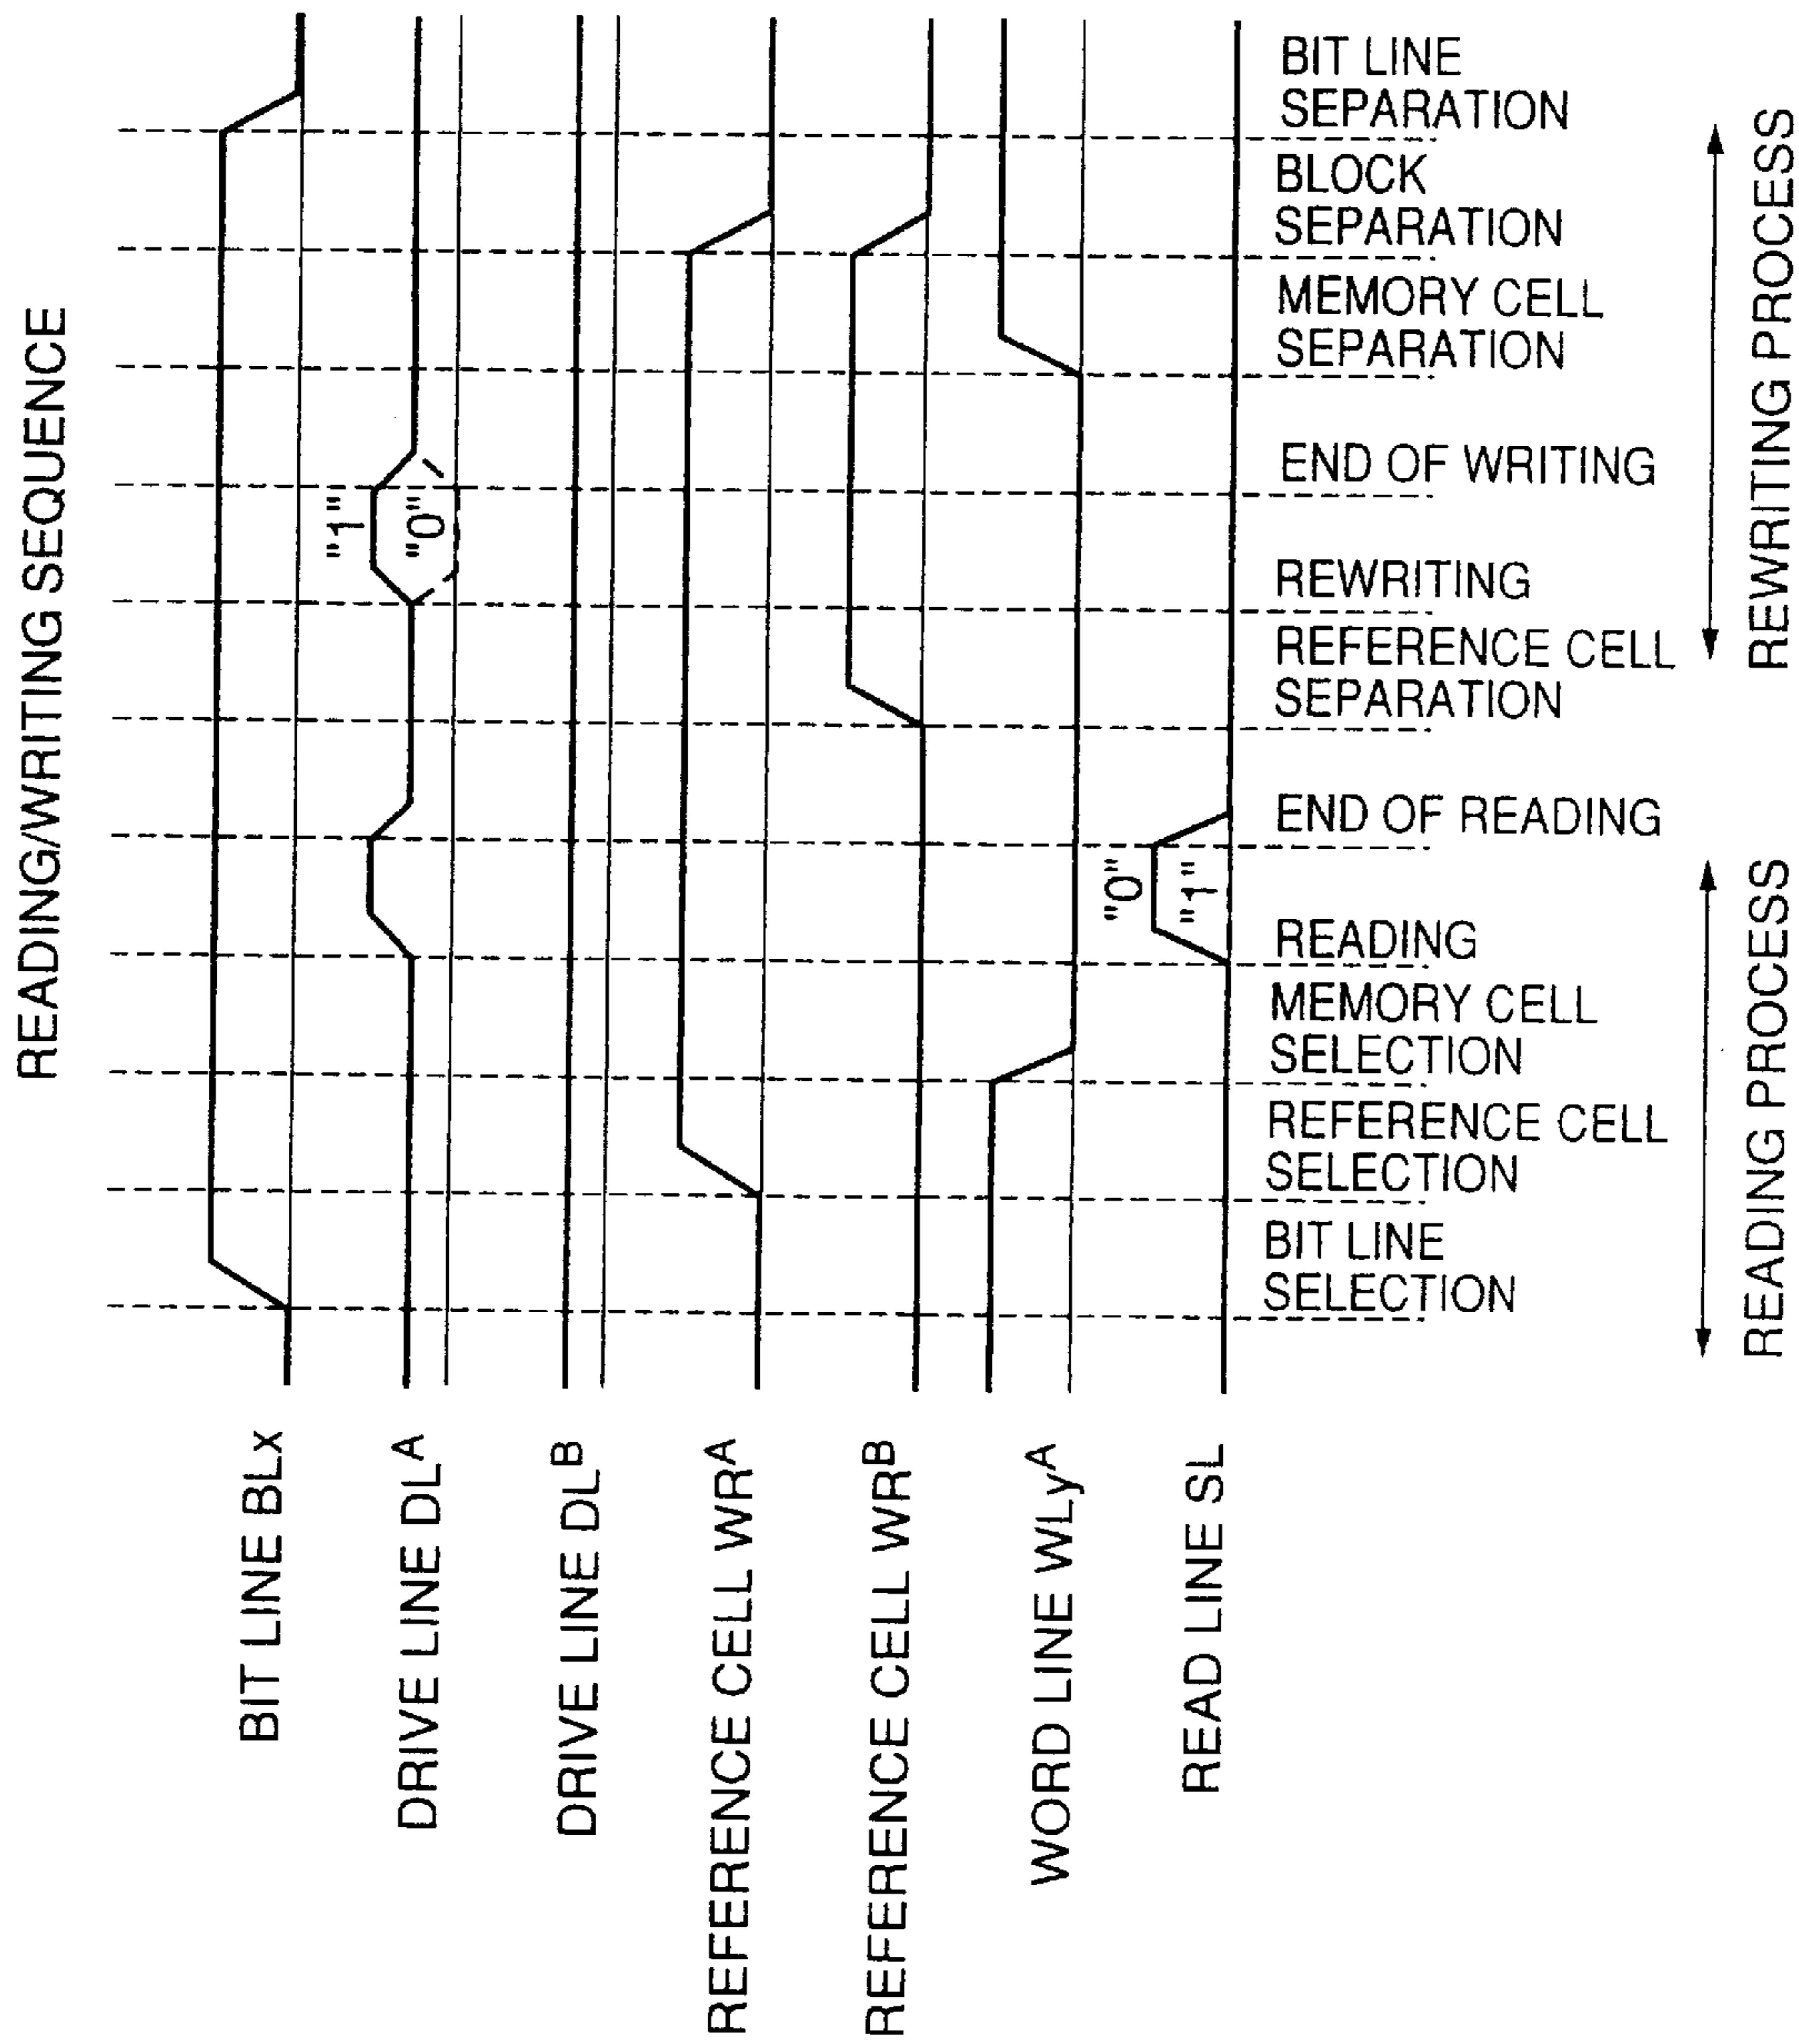 READING/WRITING SEQUENCE
BIT LINE BLx
DRIVE LINE DL^A
"1"
"0"
DRIVE LINE DL^B
REFERENCE CELL WR^A
REFERENCE CELL WR^B
WORD LINE WLy^A
"0"
READ LINE SL
"1"
BIT LINE
SELECTION
REFERENCE CELL
SELECTION
MEMORY CELL
SELECTION
READING
END OF READING
REFERENCE CELL
SEPARATION
REWRITING
END OF WRITING
MEMORY CELL
SEPARATION
BLOCK
SEPARATION
BIT LINE
SEPARATION
READING PROCESS
REWRITING PROCESS